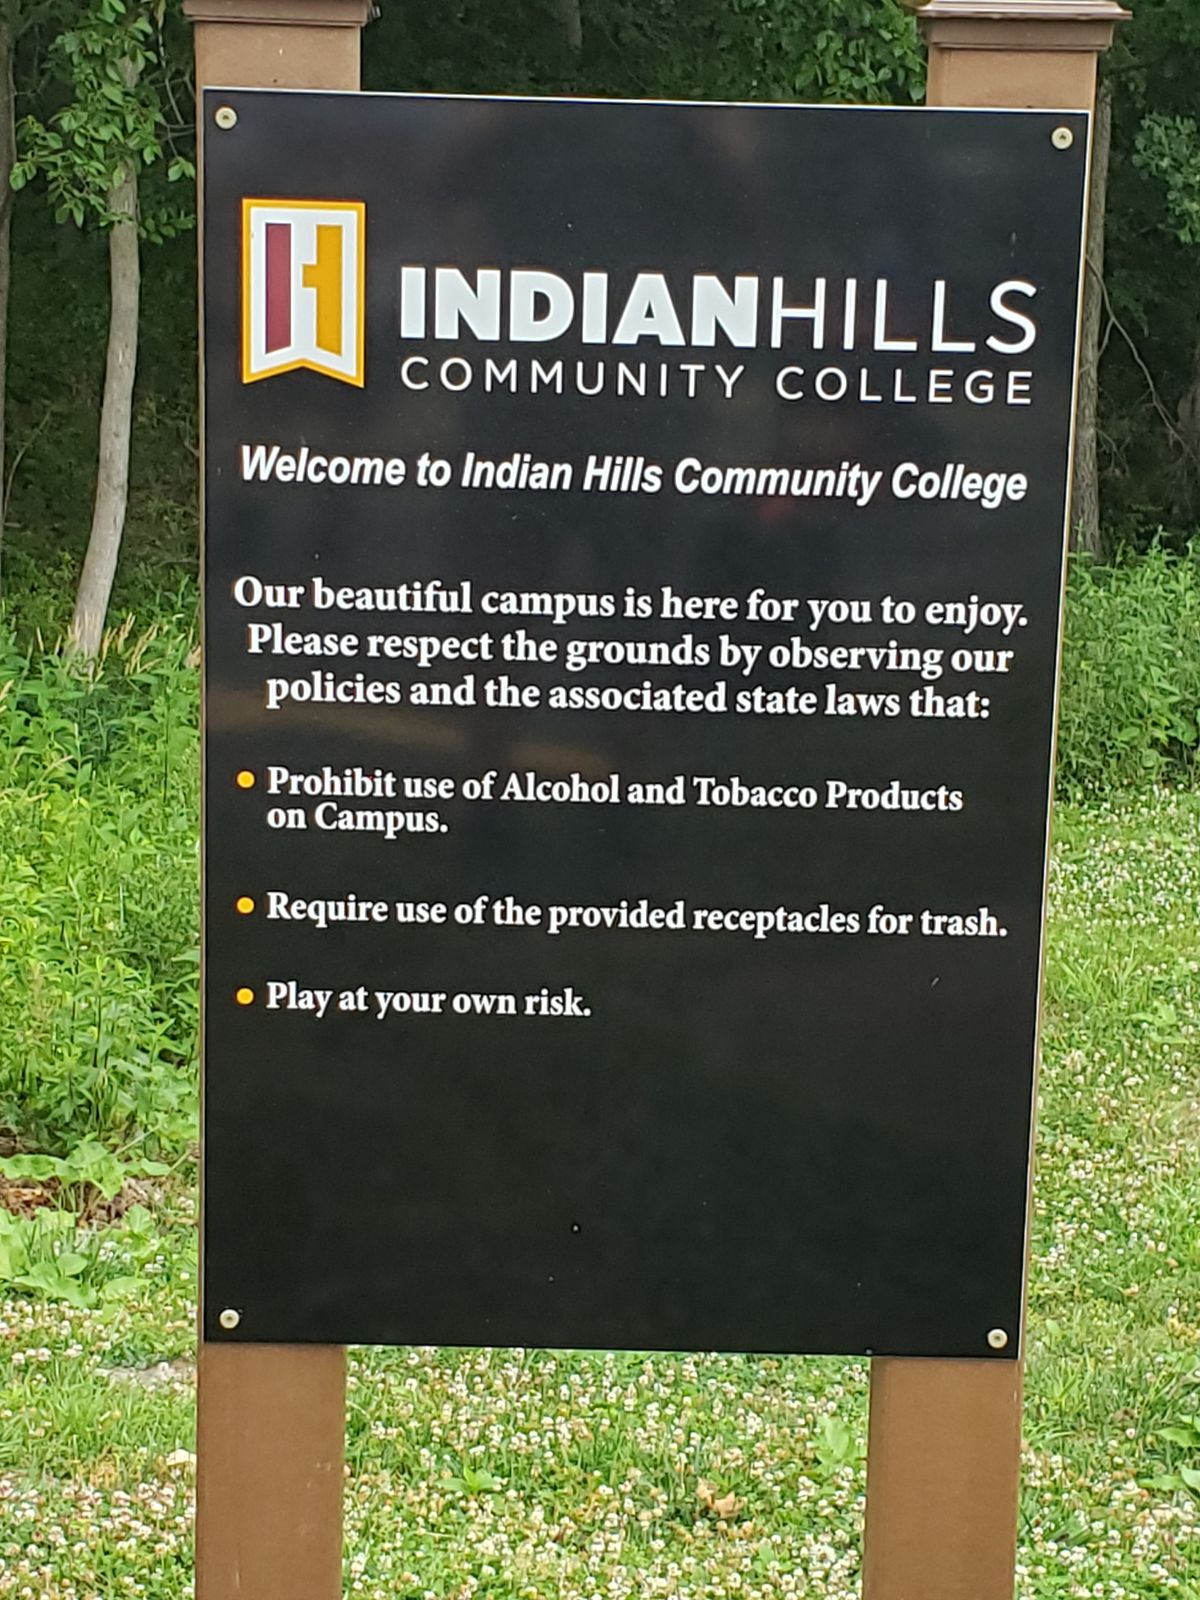 INDIANHILLS
COMMUNITY COLLEGE
Welcome to Indian Hills Community College
Our beautiful campus is here for you to enjoy.
Please respect the grounds by observing our
policies and the associated state laws that:
• Prohibit use of Alcohol and Tobacco Products
on Campus.
• Require use of the provided receptacles for trash.
• Play at your own risk.